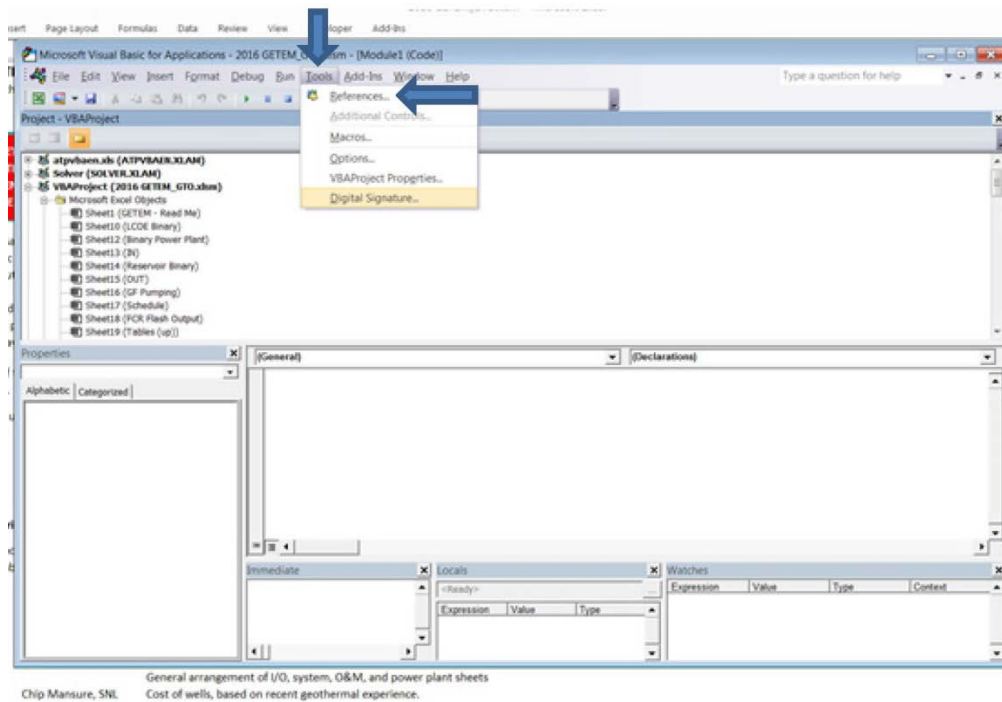 Page Layout Formulas Data Review View Add-Ins
Microsoft Visual Basic for Applications - 2016 GETEM_ - [Module1 (Code)]
File Edit View Insert Format Debug Run Tools Add-Ins Window Help Type a question for help
References...
Project - VBAProject
Additional Controls...
Macros...
Options...
VBAProject Properties...
Digital Signature...
atpvbaen.xls (ATPVBAEN.XLAM)
Solver (SOLVER.XLAM)
VBAProject (2016 GETEM_GTO.xlsm)
Microsoft Excel Objects
Sheet1 (GETEM - Read Me)
Sheet10 (LCOE Binary)
Sheet12 (Binary Power Plant)
Sheet13 (IN)
Sheet14 (Reservoir Binary)
Sheet15 (OUT)
Sheet16 (GF Pumping)
Sheet17 (Schedule)
Sheet18 (FCR Flash Output)
Sheet19 (Tables (up))
Properties
(General) (Declarations)
Alphabetic Categorized
Immediate Locals Watches
<Ready>
Expression Value Type
Expression Value Type Context
General arrangement of I/O, system, O&M, and power plant sheets
Chip Mansure, SNL Cost of wells, based on recent geothermal experience.